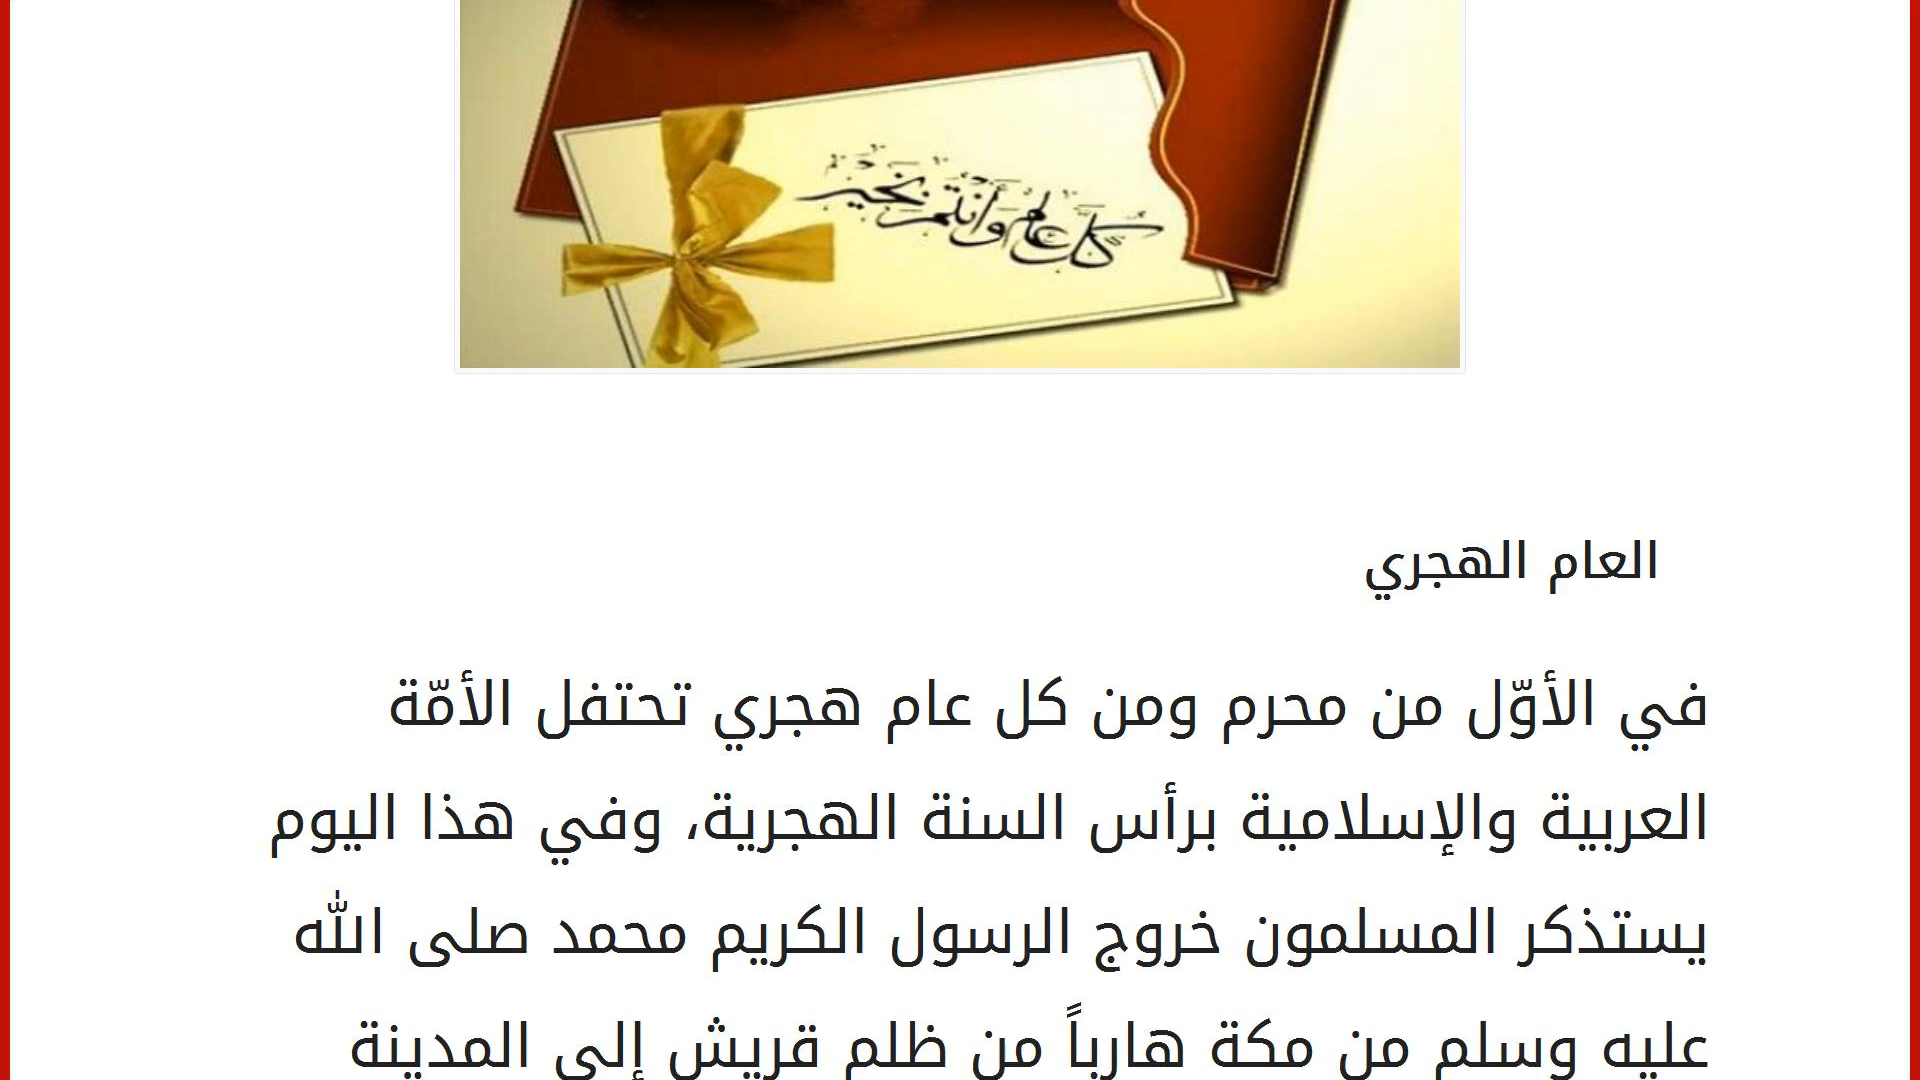 كل عام وأنتم بخير
العام الهجري
في الأوّل من محرم ومن كل عام هجري تحتفل الأمّة
العربية والإسلامية برأس السنة الهجرية، وفي هذا اليوم
يستذكر المسلمون خروج الرسول الكريم محمد صلى الله
عليه وسلم من مكة هارباً من ظلم قريش إلى المدينة